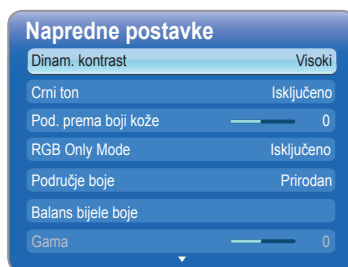 Napredne postavke
Dinam. kontrast Visoki
Crni ton Isključeno
Pod. prema boji kože 0
RGB Only Mode Isključeno
Područje boje Prirodan
Balans bijele boje
Gama 0